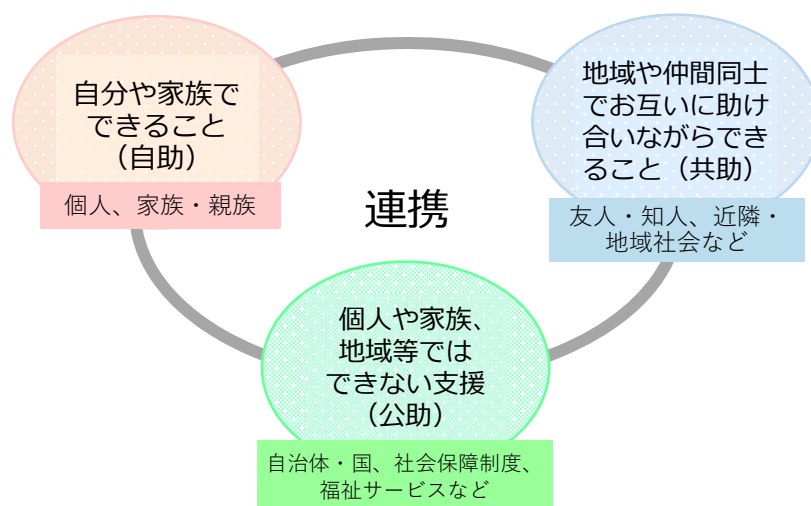 自分や家族で
できること
（自助）
個人、家族・親族
地域や仲間同士
でお互いに助け
合いながらでき
ること（共助）
友人・知人、近隣・
地域社会など
連携
個人や家族、
地域等では
できない支援
（公助）
自治体・国、社会保障制度、
福祉サービスなど